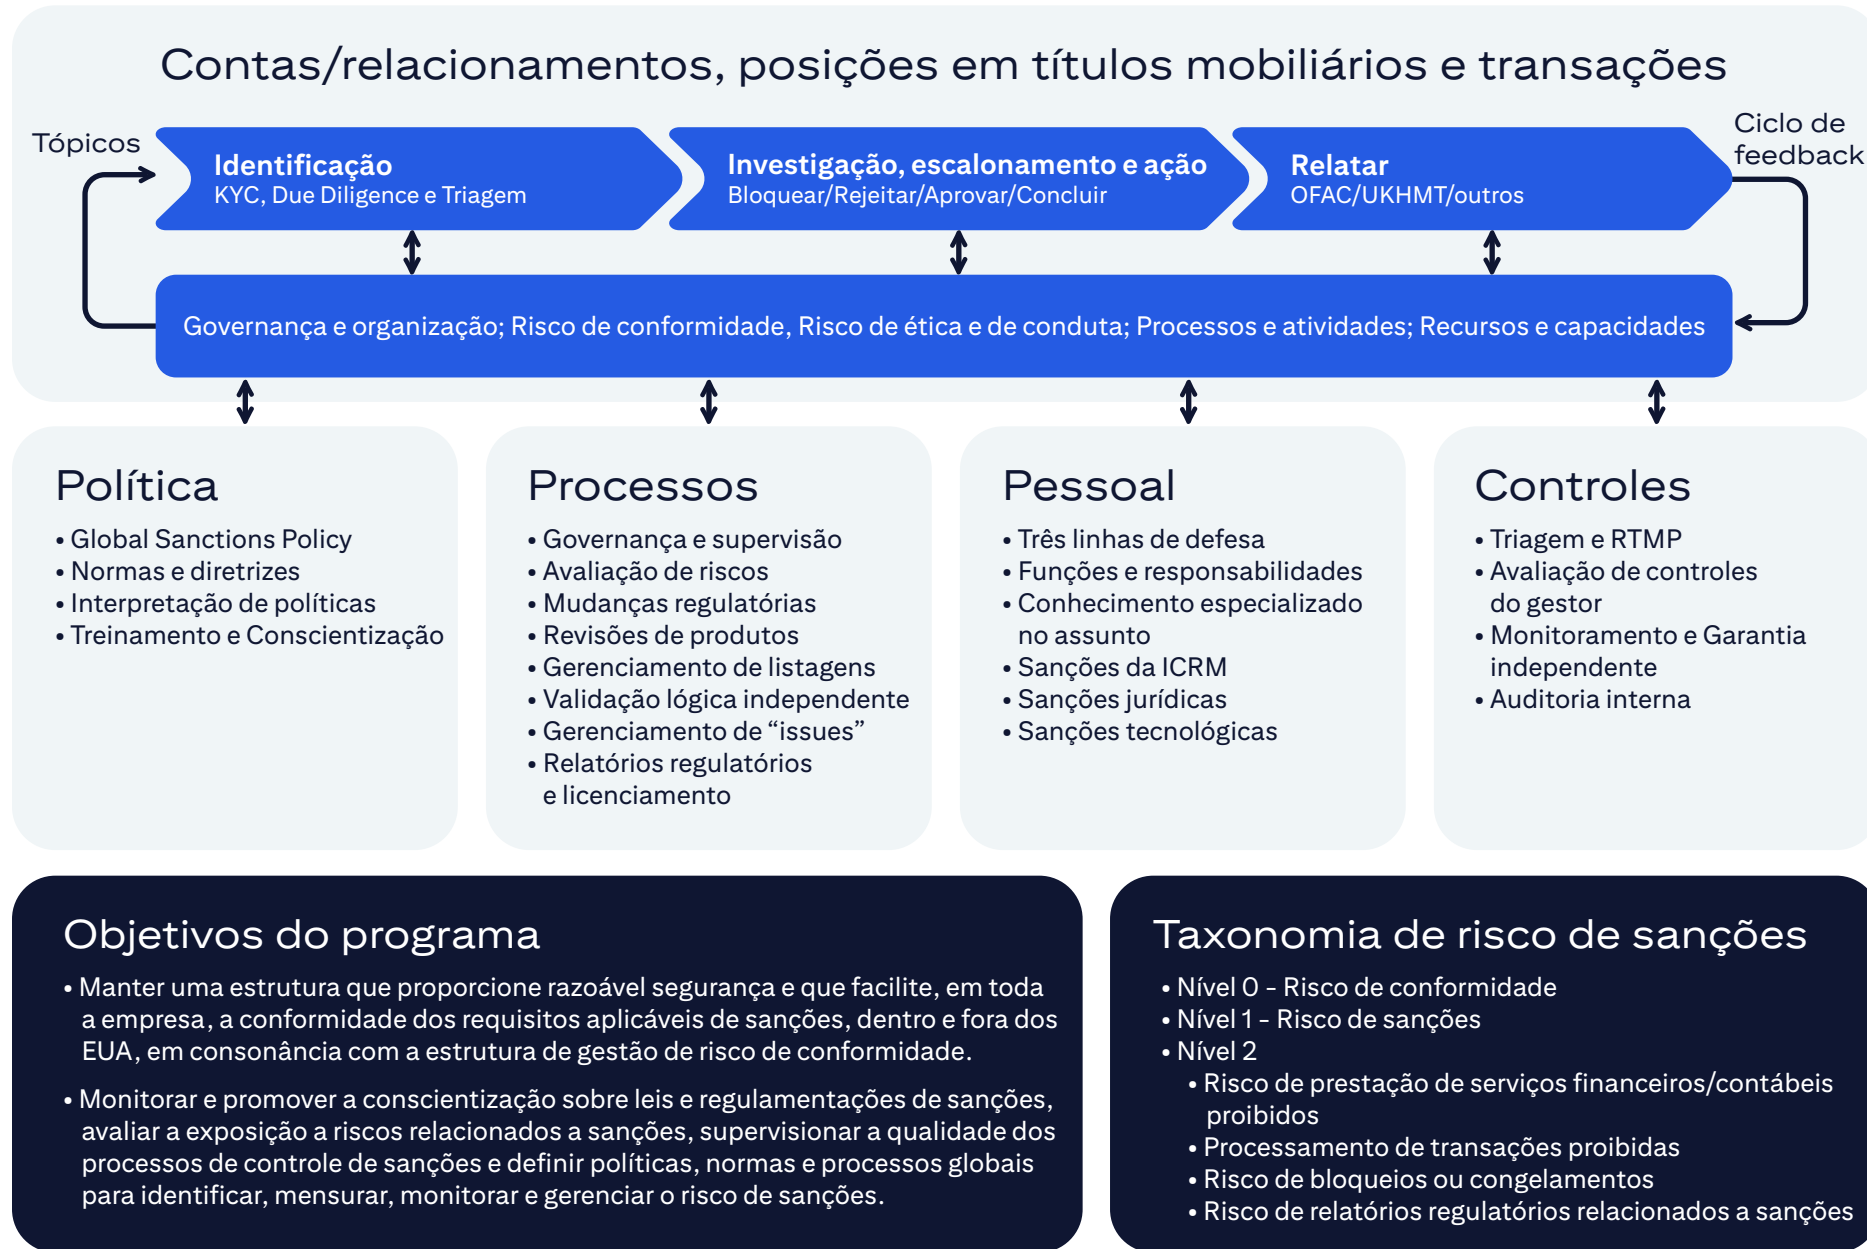 Contas/relacionamentos, posições em títulos mobiliários e transações
Tópicos
Identificação
KYC, Due Diligence e Triagem
Investigação, escalonamento e ação
Bloquear/Rejeitar/Aprovar/Concluir
Relatar
OFAC/UKHMT/outros
Ciclo de
feedback
Governança e organização; Risco de conformidade, Risco de ética e de conduta; Processos e atividades; Recursos e capacidades
Política
• Global Sanctions Policy
• Normas e diretrizes
• Interpretação de políticas
• Treinamento e Conscientização
Processos
• Governança e supervisão
• Avaliação de riscos
• Mudanças regulatórias
• Revisões de produtos
• Gerenciamento de listagens
• Validação lógica independente
• Gerenciamento de “issues”
• Relatórios regulatórios
e licenciamento
Pessoal
• Três linhas de defesa
• Funções e responsabilidades
• Conhecimento especializado
no assunto
• Sanções da ICRM
• Sanções jurídicas
• Sanções tecnológicas
Controles
• Triagem e RTMP
• Avaliação de controles
do gestor
• Monitoramento e Garantia
independente
• Auditoria interna
Objetivos do programa
• Manter uma estrutura que proporcione razoável segurança e que facilite, em toda
a empresa, a conformidade dos requisitos aplicáveis de sanções, dentro e fora dos
EUA, em consonância com a estrutura de gestão de risco de conformidade.
• Monitorar e promover a conscientização sobre leis e regulamentações de sanções,
avaliar a exposição a riscos relacionados a sanções, supervisionar a qualidade dos
processos de controle de sanções e definir políticas, normas e processos globais
para identificar, mensurar, monitorar e gerenciar o risco de sanções.
Taxonomia de risco de sanções
• Nível 0 - Risco de conformidade
• Nível 1 - Risco de sanções
• Nível 2
• Risco de prestação de serviços financeiros/contábeis
proibidos
• Processamento de transações proibidas
• Risco de bloqueios ou congelamentos
• Risco de relatórios regulatórios relacionados a sanções